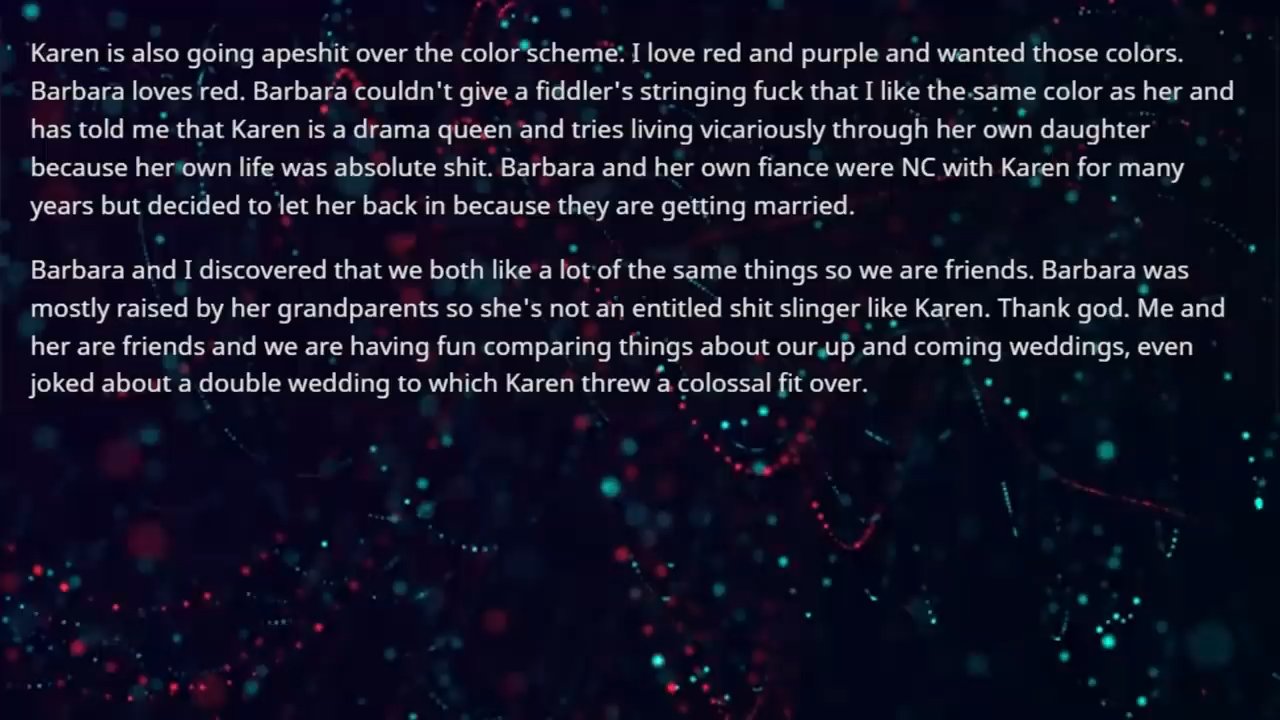 Karen is also going apeshit over the color scheme. I love red and purple and wanted those colors.
Barbara loves red. Barbara couldn't give a fiddler's stringing fuck that I like the same color as her and
has told me that Karen is a drama queen and tries living vicariously through her own daughter
because her own life was absolute shit. Barbara and her own fiance were NC with Karen for many
years but decided to let her back in because they are getting married.
Barbara and I discovered that we both like a lot of the same things so we are friends. Barbara was
mostly raised by her grandparents so she's not an entitled shit slinger like Karen. Thank god. Me and
her are friends and we are having fun comparing things about our up and coming weddings, even
joked about a double wedding to which Karen threw a colossal fit over.